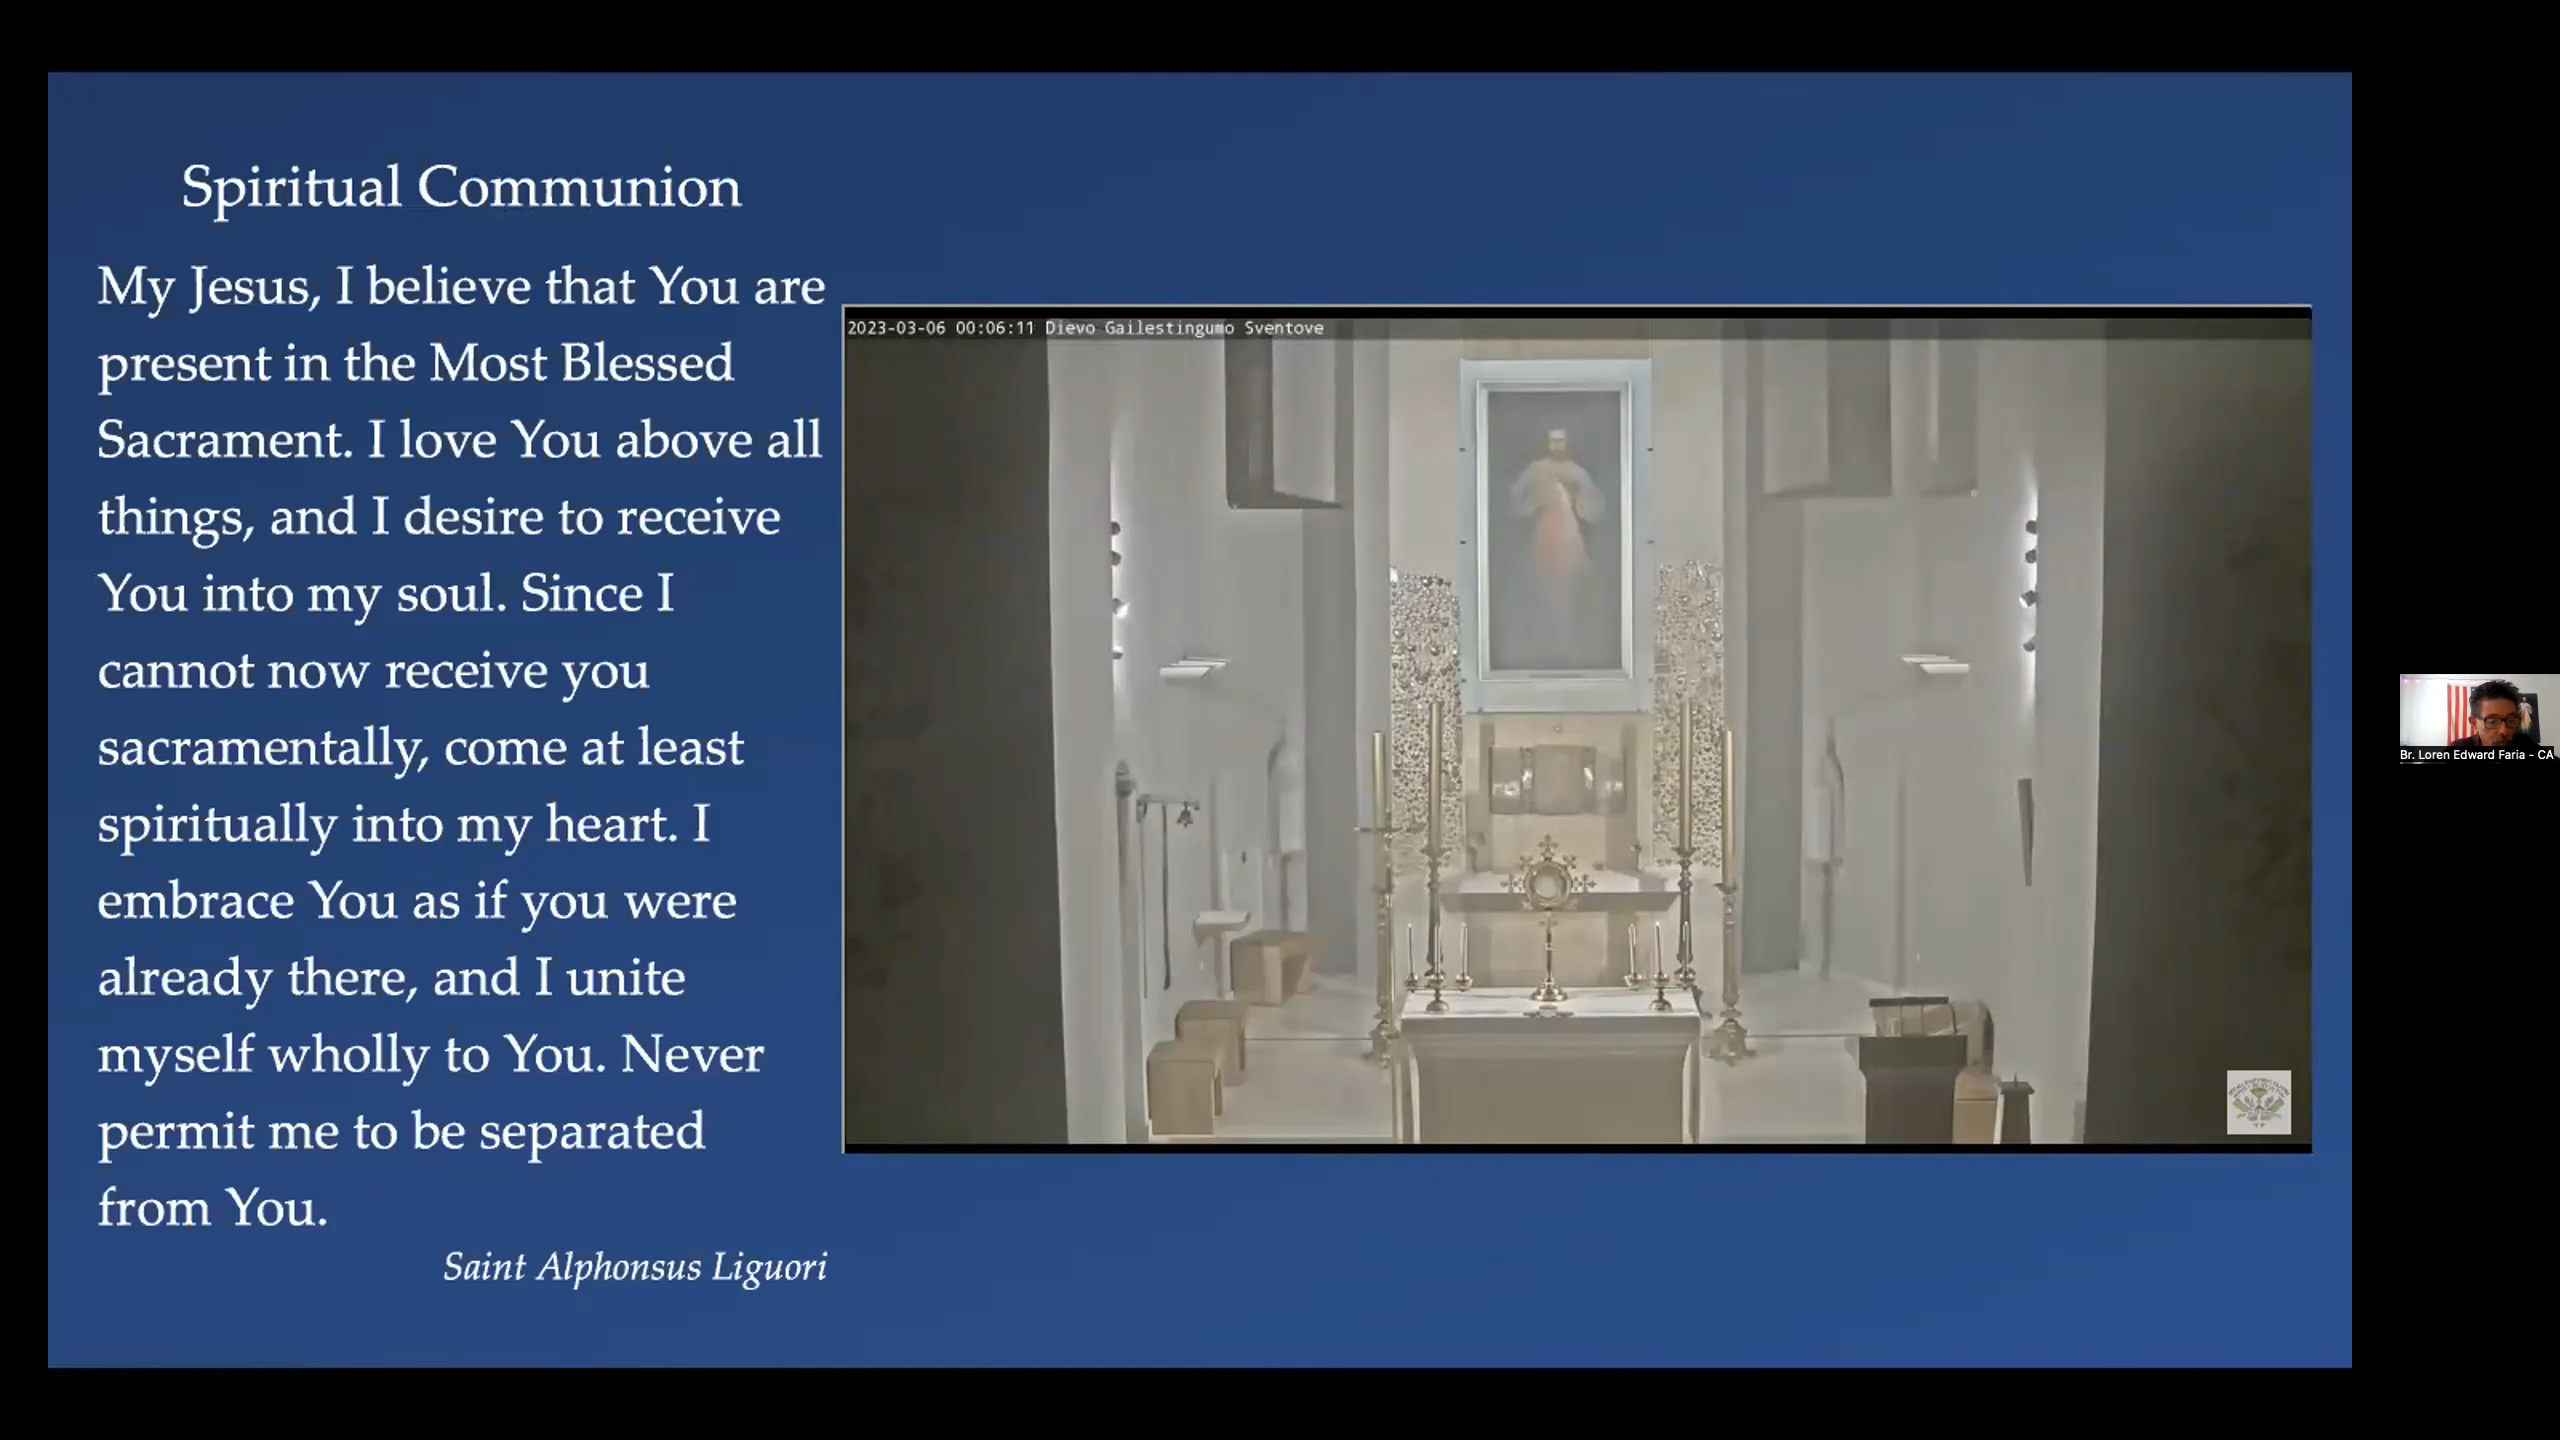 Spiritual Communion
My Jesus, I believe that You are
present in the Most Blessed
Sacrament. I love You above all
things, and I desire to receive
You into my soul. Since I
cannot now receive you
sacramentally, come at least
spiritually into my heart. I
embrace You as if you were
already there, and I unite
myself wholly to You. Never
permit me to be separated
from You.
Saint Alphonsus Liguori
2023-03-06 00:06:11 Dievo Gailestingumo Sventove
Br. Loren Edward Faria - CA